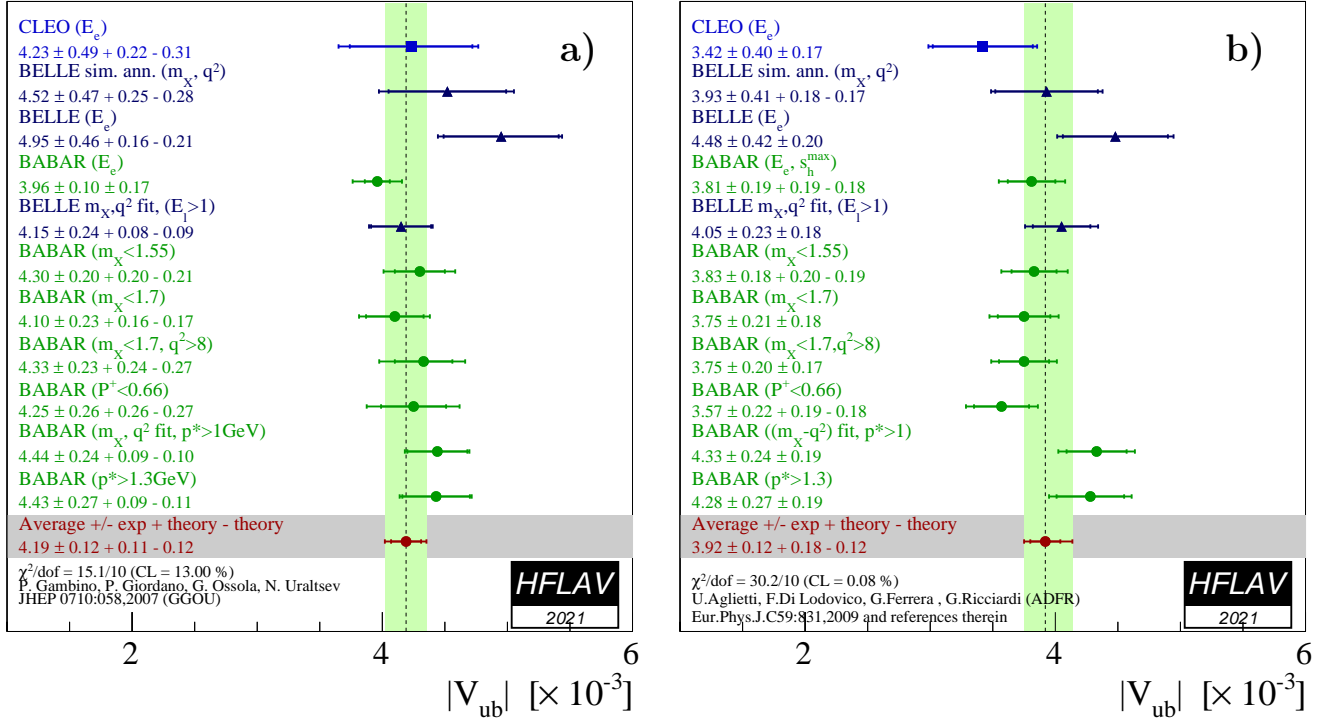 a)
CLEO (E_e)
4.23 ± 0.49 + 0.22 - 0.31
BELLE sim. ann. (m_X, q²)
4.52 ± 0.47 + 0.25 - 0.28
BELLE (E_e)
4.95 ± 0.46 + 0.16 - 0.21
BABAR (E_e)
3.96 ± 0.10 ± 0.17
BELLE m_X,q² fit, (E_l>1)
4.15 ± 0.24 + 0.08 - 0.09
BABAR (m_X<1.55)
4.30 ± 0.20 + 0.20 - 0.21
BABAR (m_X<1.7)
4.10 ± 0.23 + 0.16 - 0.17
BABAR (m_X<1.7, q²>8)
4.33 ± 0.23 + 0.24 - 0.27
BABAR (P⁺<0.66)
4.25 ± 0.26 + 0.26 - 0.27
BABAR (m_X, q² fit, p*>1GeV)
4.44 ± 0.24 + 0.09 - 0.10
BABAR (p*>1.3GeV)
4.43 ± 0.27 + 0.09 - 0.11
Average +/- exp + theory - theory
4.19 ± 0.12 + 0.11 - 0.12
χ²/dof = 15.1/10 (CL = 13.00 %)
P. Gambino, P. Giordano, G. Ossola, N. Uraltsev
JHEP 0710:058,2007 (GGOU)
HFLAV
2021
2 4 6
|V_ub| [× 10⁻³]
b)
CLEO (E_e)
3.42 ± 0.40 ± 0.17
BELLE sim. ann. (m_X, q²)
3.93 ± 0.41 + 0.18 - 0.17
BELLE (E_e)
4.48 ± 0.42 ± 0.20
BABAR (E_e, s_h^max)
3.81 ± 0.19 + 0.19 - 0.18
BELLE m_X,q² fit, (E_l>1)
4.05 ± 0.23 ± 0.18
BABAR (m_X<1.55)
3.83 ± 0.18 + 0.20 - 0.19
BABAR (m_X<1.7)
3.75 ± 0.21 ± 0.18
BABAR (m_X<1.7,q²>8)
3.75 ± 0.20 ± 0.17
BABAR (P⁺<0.66)
3.57 ± 0.22 + 0.19 - 0.18
BABAR ((m_X-q²) fit, p*>1)
4.33 ± 0.24 ± 0.19
BABAR (p*>1.3)
4.28 ± 0.27 ± 0.19
Average +/- exp + theory - theory
3.92 ± 0.12 + 0.18 - 0.12
χ²/dof = 30.2/10 (CL = 0.08 %)
U.Aglietti, F.Di Lodovico, G.Ferrera , G.Ricciardi (ADFR)
Eur.Phys.J.C59:831,2009 and references therein
HFLAV
2021
2 4 6
|V_ub| [× 10⁻³]